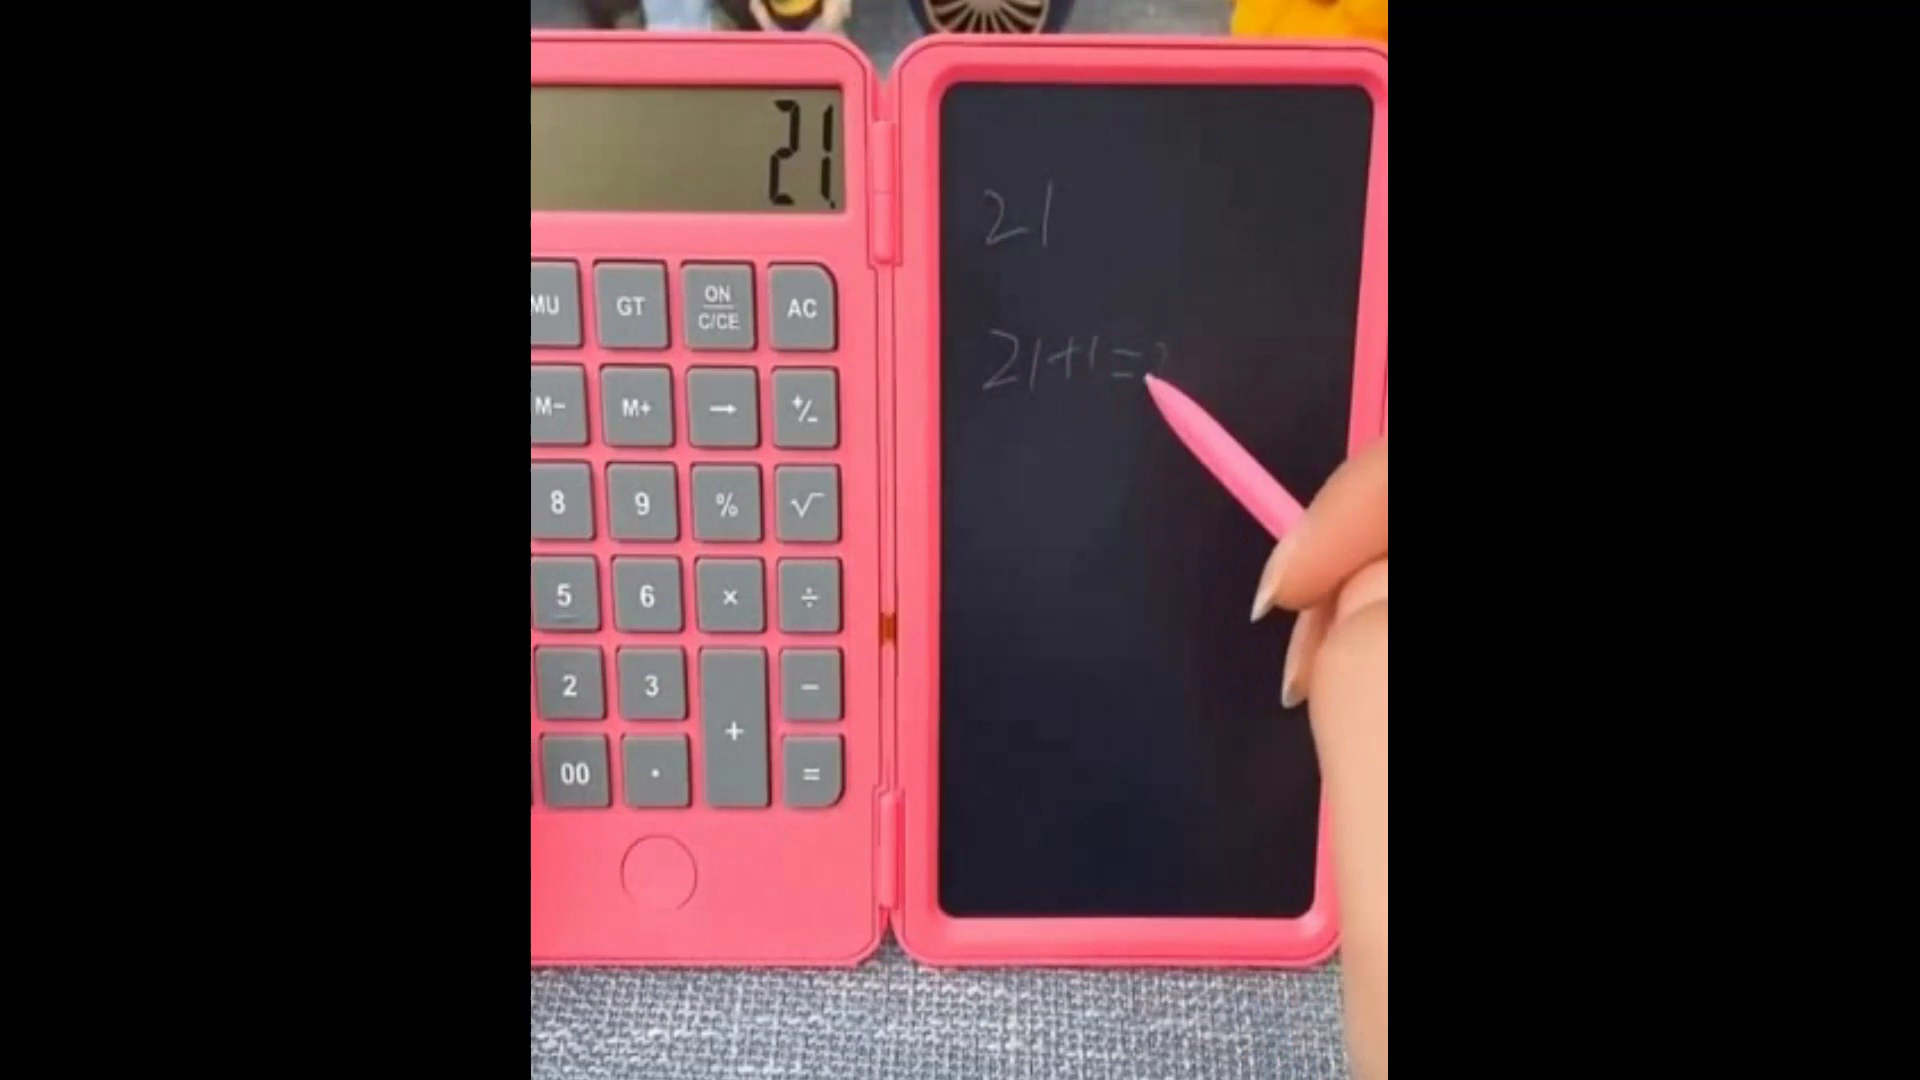 21.
21
21+1=
MU GT ON C/CE AC
M− M+ → +/−
8 9 % √
5 6 × ÷
2 3 + −
00 · =